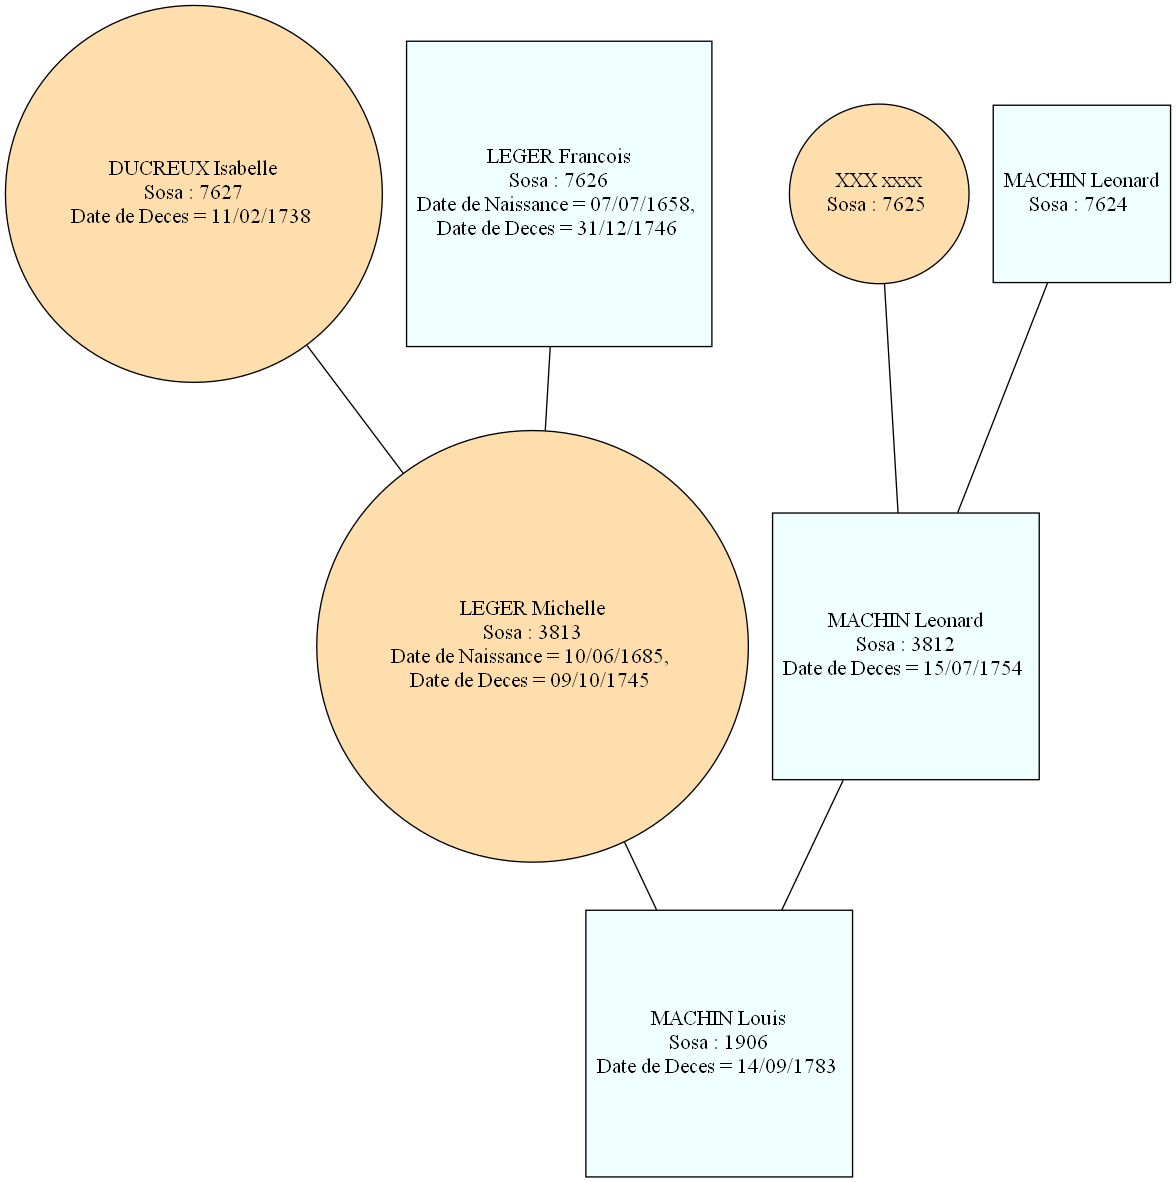 DUCREUX Isabelle
Sosa : 7627
Date de Deces = 11/02/1738
LEGER Francois
Sosa : 7626
Date de Naissance = 07/07/1658,
Date de Deces = 31/12/1746
XXX xxxx
Sosa : 7625
MACHIN Leonard
Sosa : 7624
LEGER Michelle
Sosa : 3813
Date de Naissance = 10/06/1685,
Date de Deces = 09/10/1745
MACHIN Leonard
Sosa : 3812
Date de Deces = 15/07/1754
MACHIN Louis
Sosa : 1906
Date de Deces = 14/09/1783